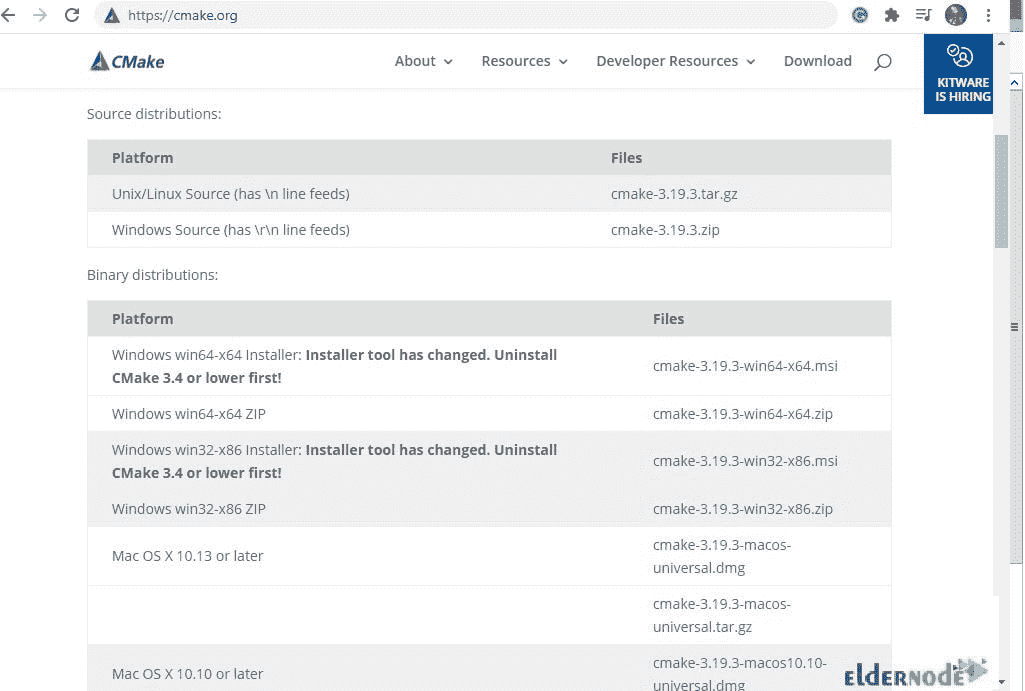 https://cmake.org
CMake
About
Resources
Developer Resources
Download
KITWARE
IS HIRING
Source distributions:
Platform Files
Unix/Linux Source (has \n line feeds) cmake-3.19.3.tar.gz
Windows Source (has \r\n line feeds) cmake-3.19.3.zip
Binary distributions:
Platform Files
Windows win64-x64 Installer: Installer tool has changed. Uninstall
CMake 3.4 or lower first!
cmake-3.19.3-win64-x64.msi
Windows win64-x64 ZIP cmake-3.19.3-win64-x64.zip
Windows win32-x86 Installer: Installer tool has changed. Uninstall
CMake 3.4 or lower first!
cmake-3.19.3-win32-x86.msi
Windows win32-x86 ZIP cmake-3.19.3-win32-x86.zip
Mac OS X 10.13 or later
cmake-3.19.3-macos-
universal.dmg
cmake-3.19.3-macos-
universal.tar.gz
Mac OS X 10.10 or later
cmake-3.19.3-macos10.10-
universal.dmg
eldernode